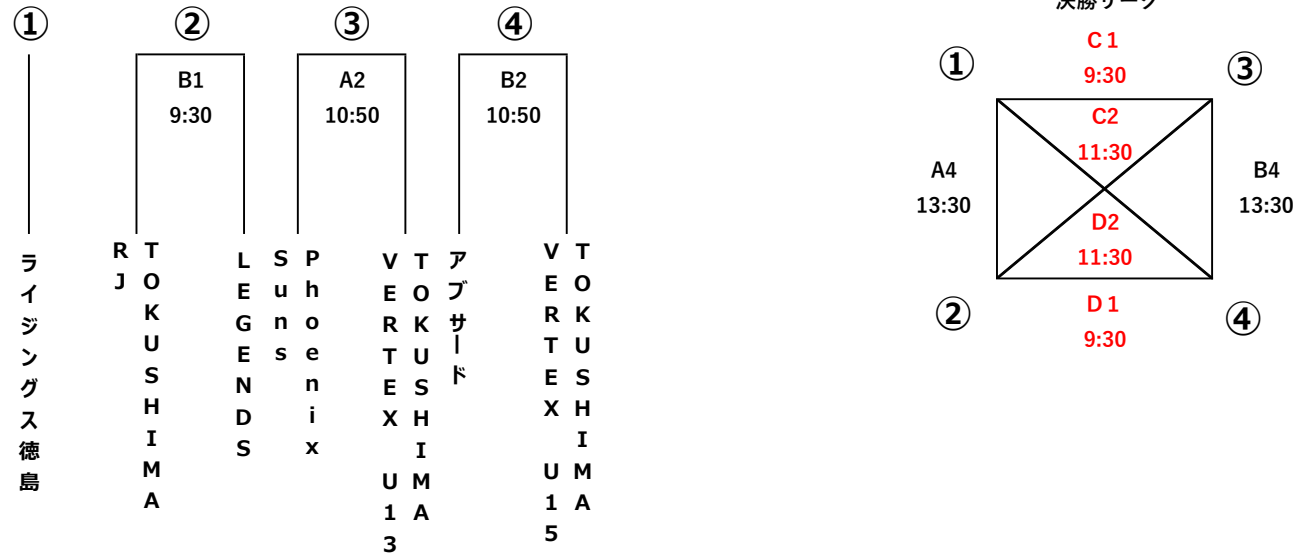 ①
②
③
④
B1
9:30
A2
10:50
B2
10:50
ライジングス徳島
TOKUSHIMA
RJ
LEGENDS
Phoenix
Suns
TOKUSHIMA
VERTEX U13
アブサード
TOKUSHIMA
VERTEX U15
決勝リーグ
C1
9:30
①
③
C2
11:30
A4
13:30
B4
13:30
D2
11:30
②
④
D1
9:30